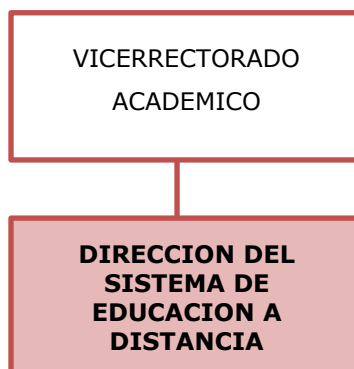 VICERRECTORADO
ACADEMICO
DIRECCION DEL
SISTEMA DE
EDUCACION A
DISTANCIA